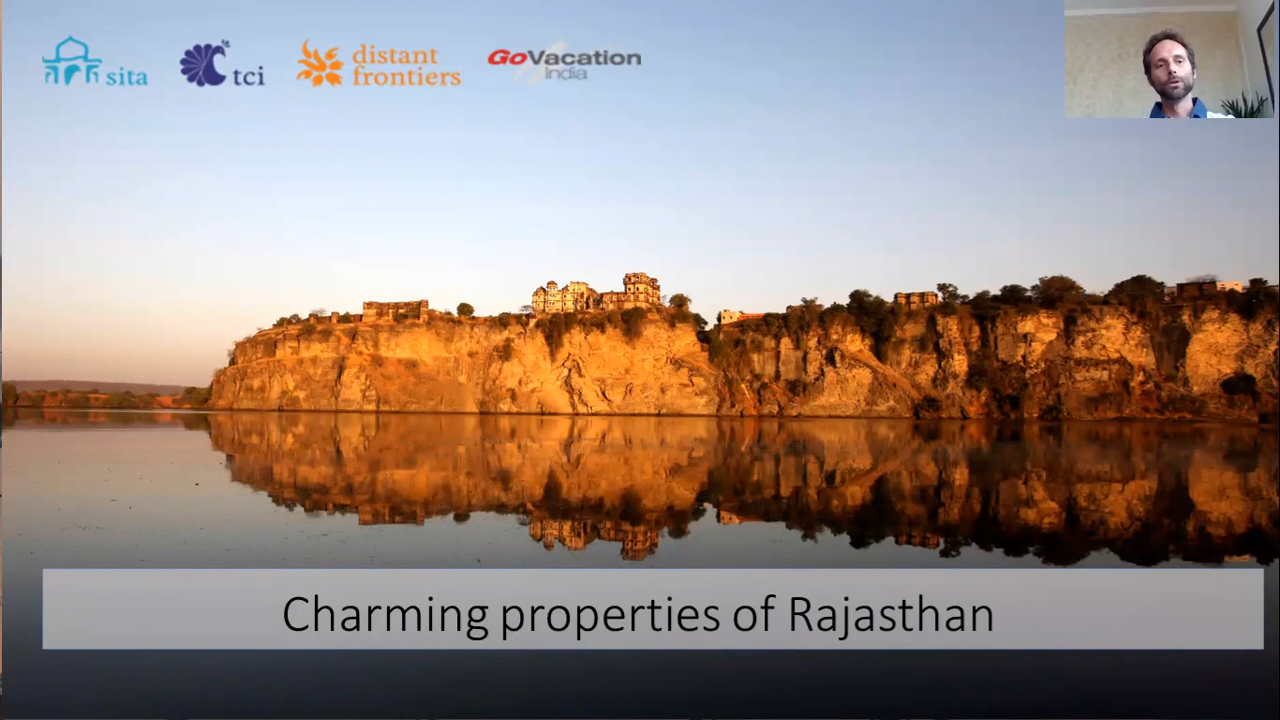 sita
tci
distant
frontiers
GoVacation
India
Charming properties of Rajasthan